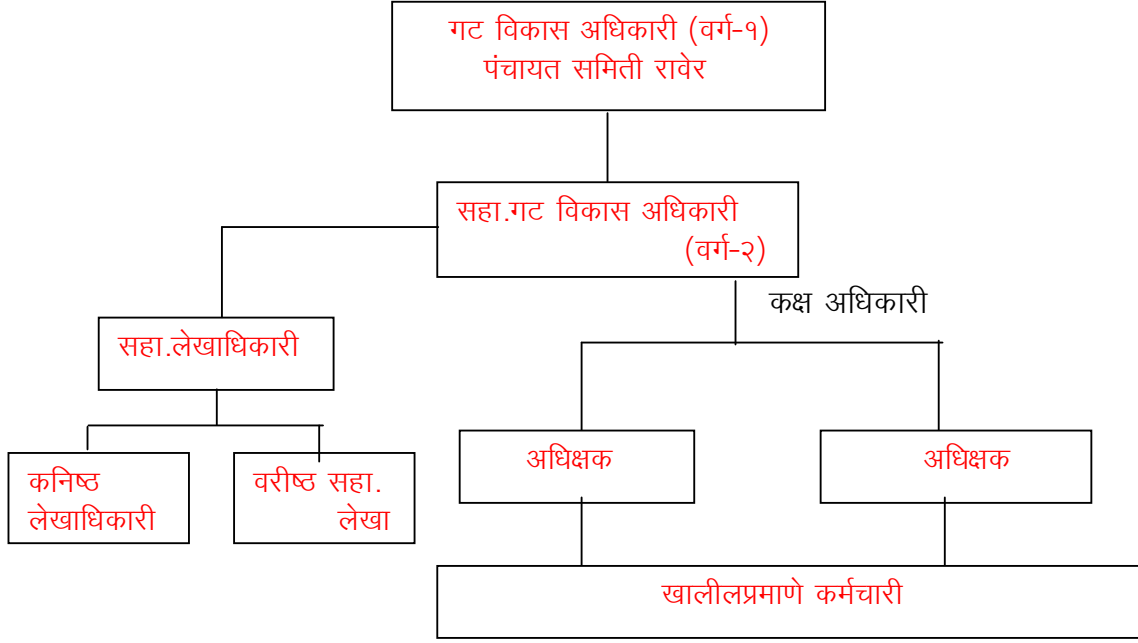 गट विकास अधिकारी (वर्ग-१)
पंचायत समिती रावेर
सहा.गट विकास अधिकारी
(वर्ग-२)
कक्ष अधिकारी
सहा.लेखाधिकारी
अधिक्षक
अधिक्षक
कनिष्ठ
लेखाधिकारी
वरीष्ठ सहा.
लेखा
खालीलप्रमाणे कर्मचारी